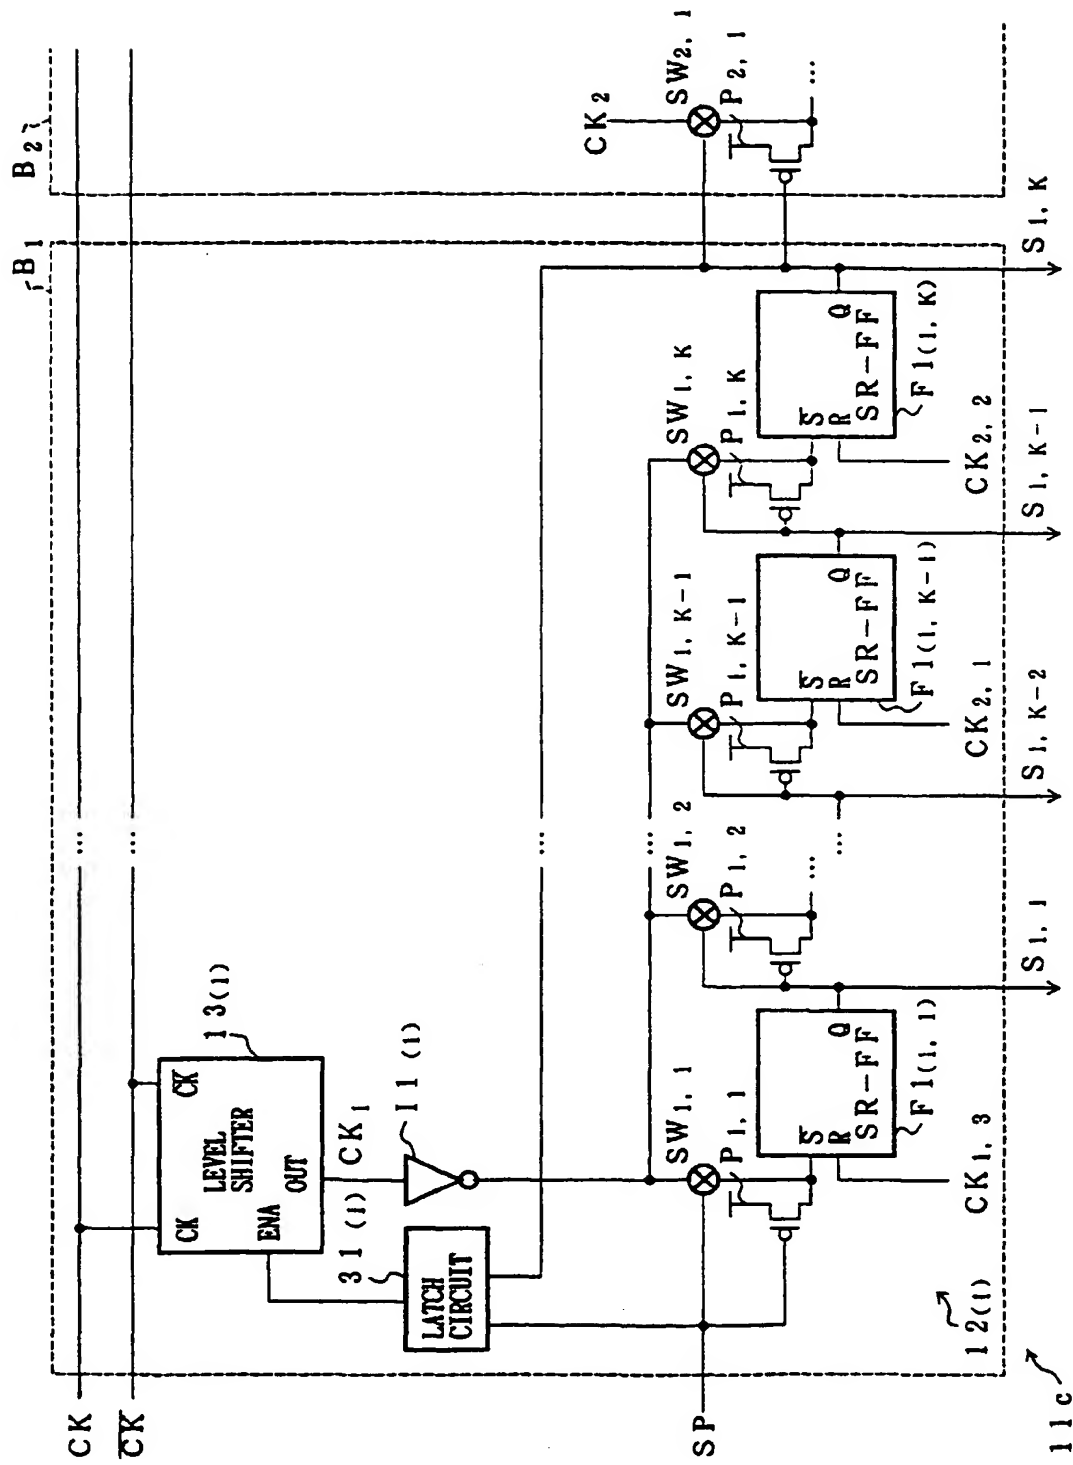 B₁
B₂
CK
C̅K̅
CK
C̅K̅
LEVEL
SHIFTER
ENA
OUT
13(1)
CK₁
I1(1)
31(1)
LATCH
CIRCUIT
CK₂
SP
SW1, 1
SW1, 2
SW1, K-1
SW1, K
SW2, 1
P1, 1
P1, 2
P1, K-1
P1, K
P2, 1
S̅
R
Q
SR-FF
F1(1, 1)
S̅
R
Q
SR-FF
F1(1, K-1)
S̅
R
Q
SR-FF
F1(1, K)
CK1, 3
CK2, 1
CK2, 2
12(1)
S1, 1
S1, K-2
S1, K-1
S1, K
11c